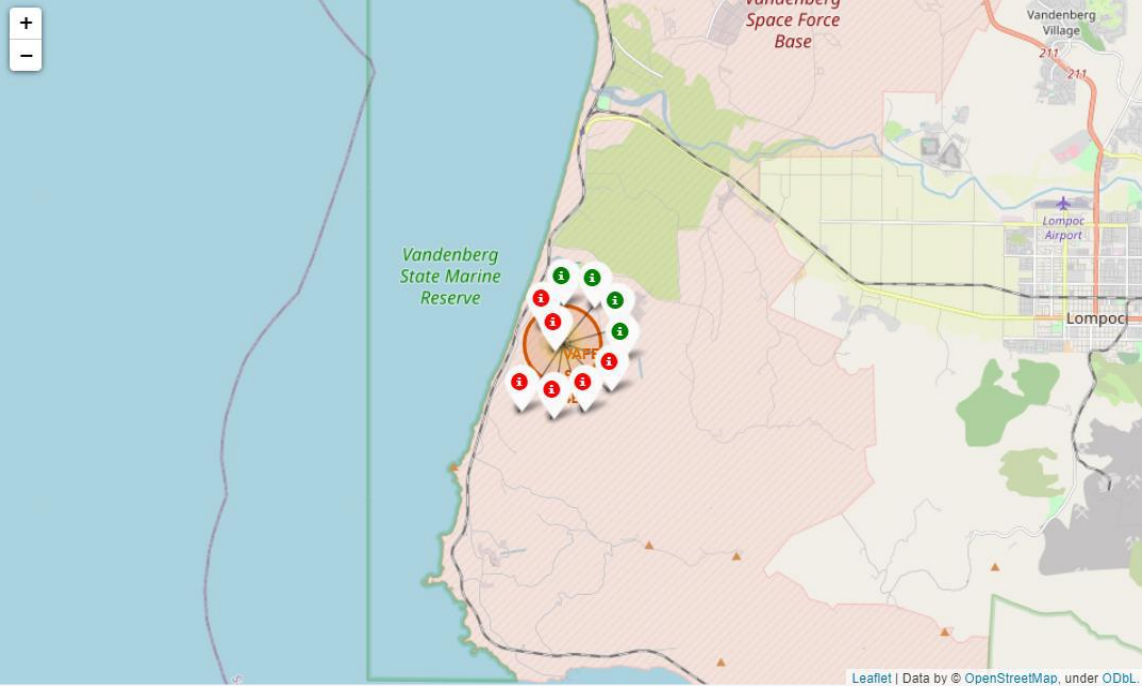 +
−
Vandenberg
Space Force
Base
Vandenberg
Village
211
211
Lompoc
Airport
Vandenberg
State Marine
Reserve
Lompoc
Leaflet | Data by © OpenStreetMap, under ODbL.